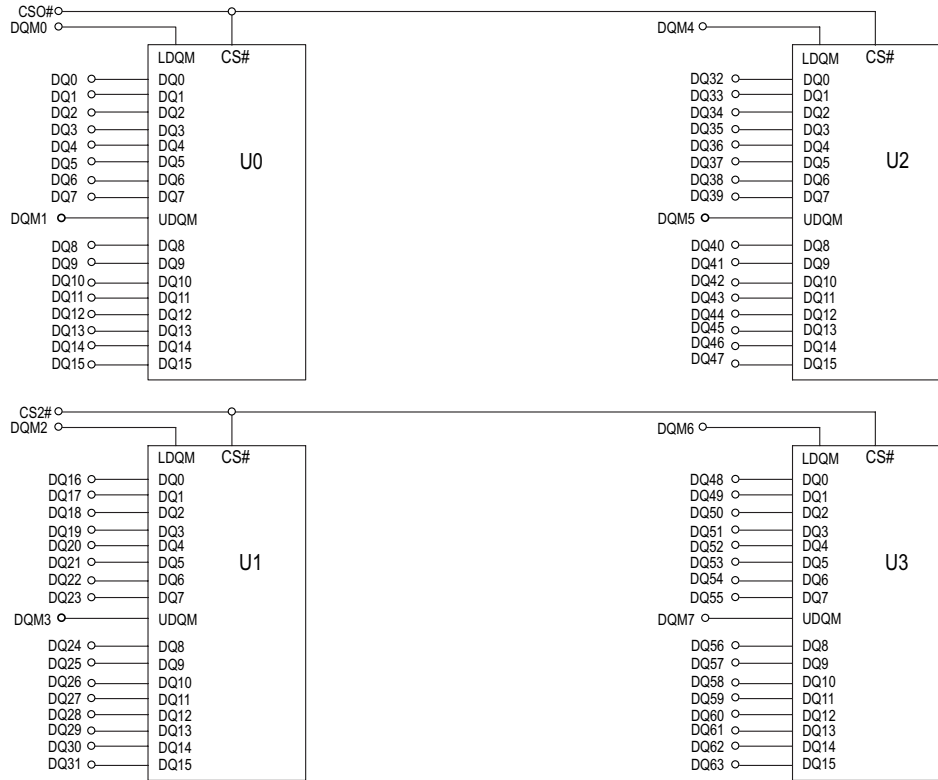 CSO#
DQM0
DQM4
LDQM CS#
LDQM CS#
DQ0 DQ0
DQ1 DQ1
DQ2 DQ2
DQ3 DQ3
DQ4 DQ4
DQ5 DQ5
DQ6 DQ6
DQ7 DQ7
U0
DQM1 UDQM
DQ8 DQ8
DQ9 DQ9
DQ10 DQ10
DQ11 DQ11
DQ12 DQ12
DQ13 DQ13
DQ14 DQ14
DQ15 DQ15
DQ32 DQ0
DQ33 DQ1
DQ34 DQ2
DQ35 DQ3
DQ36 DQ4
DQ37 DQ5
DQ38 DQ6
DQ39 DQ7
U2
DQM5 UDQM
DQ40 DQ8
DQ41 DQ9
DQ42 DQ10
DQ43 DQ11
DQ44 DQ12
DQ45 DQ13
DQ46 DQ14
DQ47 DQ15
CS2#
DQM2
DQM6
LDQM CS#
LDQM CS#
DQ16 DQ0
DQ17 DQ1
DQ18 DQ2
DQ19 DQ3
DQ20 DQ4
DQ21 DQ5
DQ22 DQ6
DQ23 DQ7
U1
DQM3 UDQM
DQ24 DQ8
DQ25 DQ9
DQ26 DQ10
DQ27 DQ11
DQ28 DQ12
DQ29 DQ13
DQ30 DQ14
DQ31 DQ15
DQ48 DQ0
DQ49 DQ1
DQ50 DQ2
DQ51 DQ3
DQ52 DQ4
DQ53 DQ5
DQ54 DQ6
DQ55 DQ7
U3
DQM7 UDQM
DQ56 DQ8
DQ57 DQ9
DQ58 DQ10
DQ59 DQ11
DQ60 DQ12
DQ61 DQ13
DQ62 DQ14
DQ63 DQ15